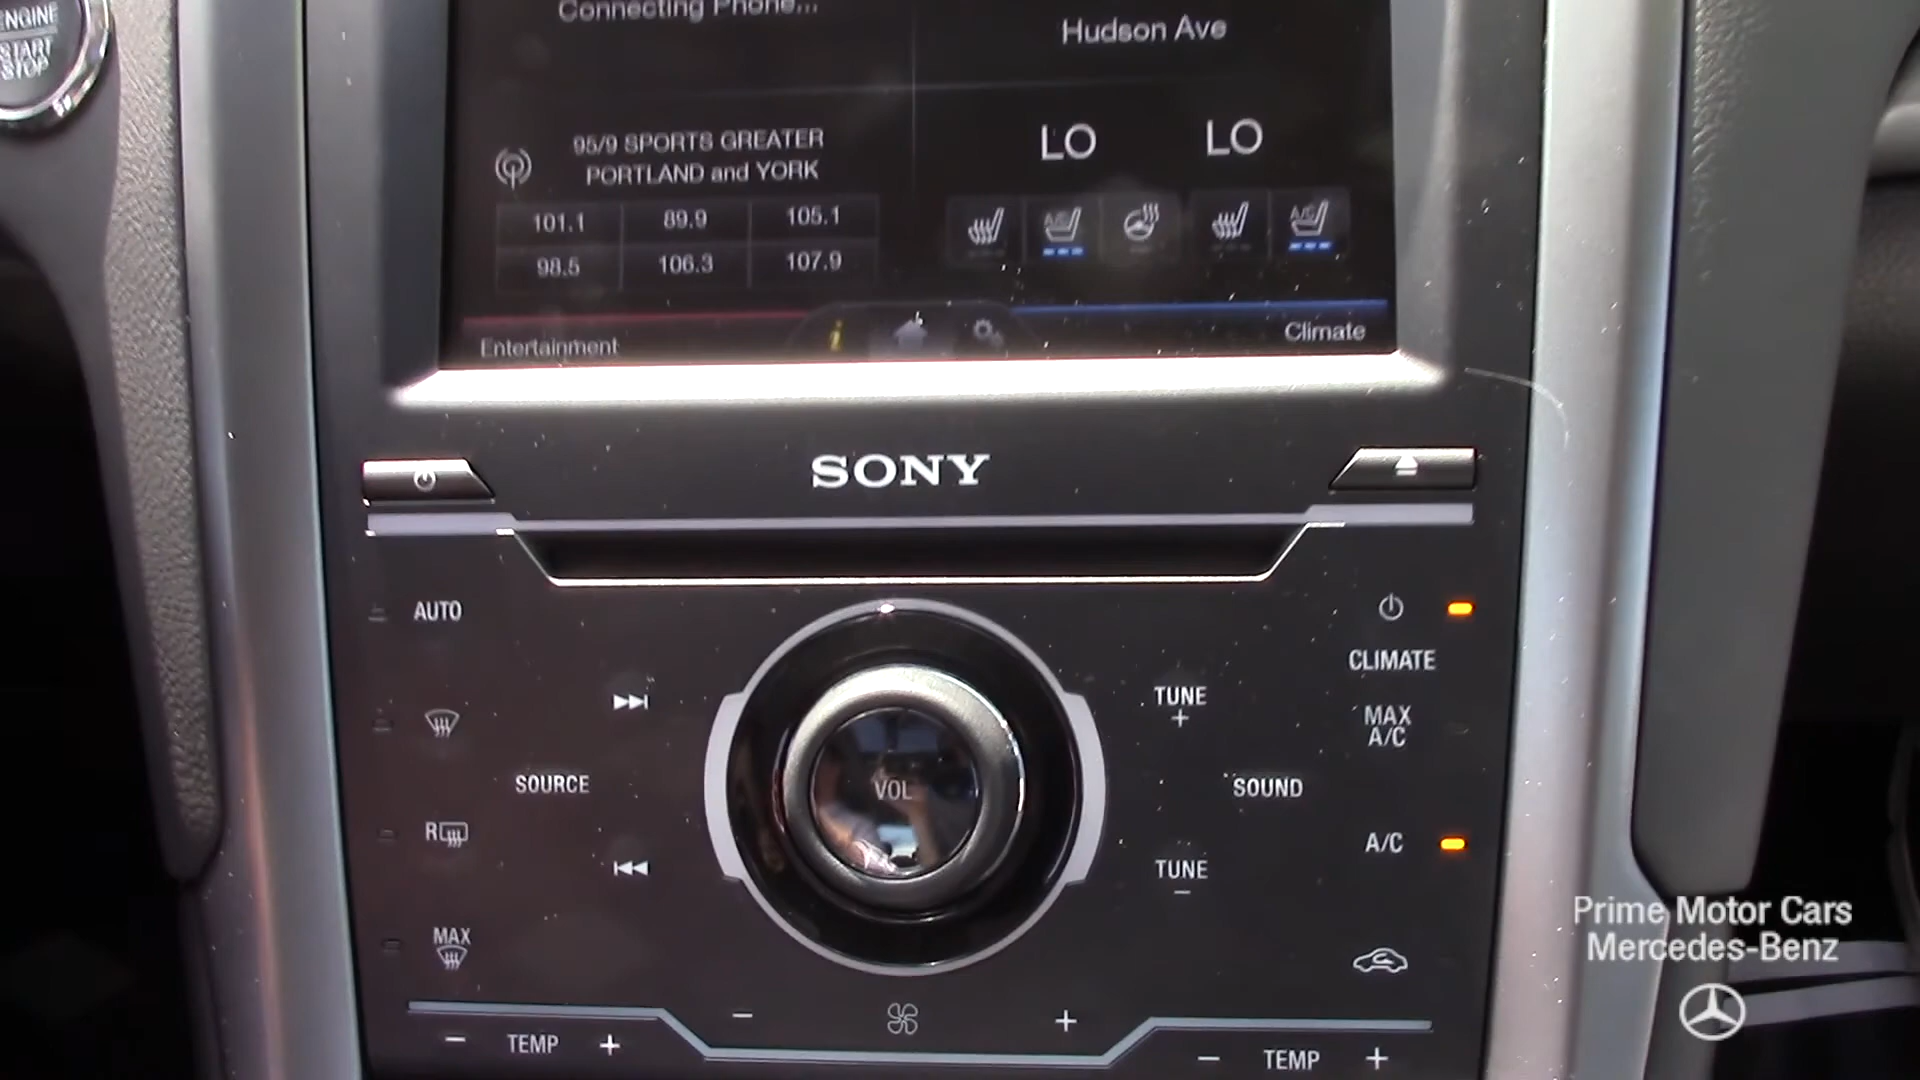 ENGINE
START
STOP
Connecting Phone...
Hudson Ave
95/9 SPORTS GREATER
PORTLAND and YORK
LO LO
101.1 89.9 105.1
98.5 106.3 107.9
A/C A/C
Entertainment
i
Climate
SONY
AUTO
CLIMATE
TUNE
+
MAX
A/C
SOURCE
VOL
SOUND
R
A/C
TUNE
−
MAX
− +
− TEMP +
− TEMP +
Prime Motor Cars
Mercedes-Benz